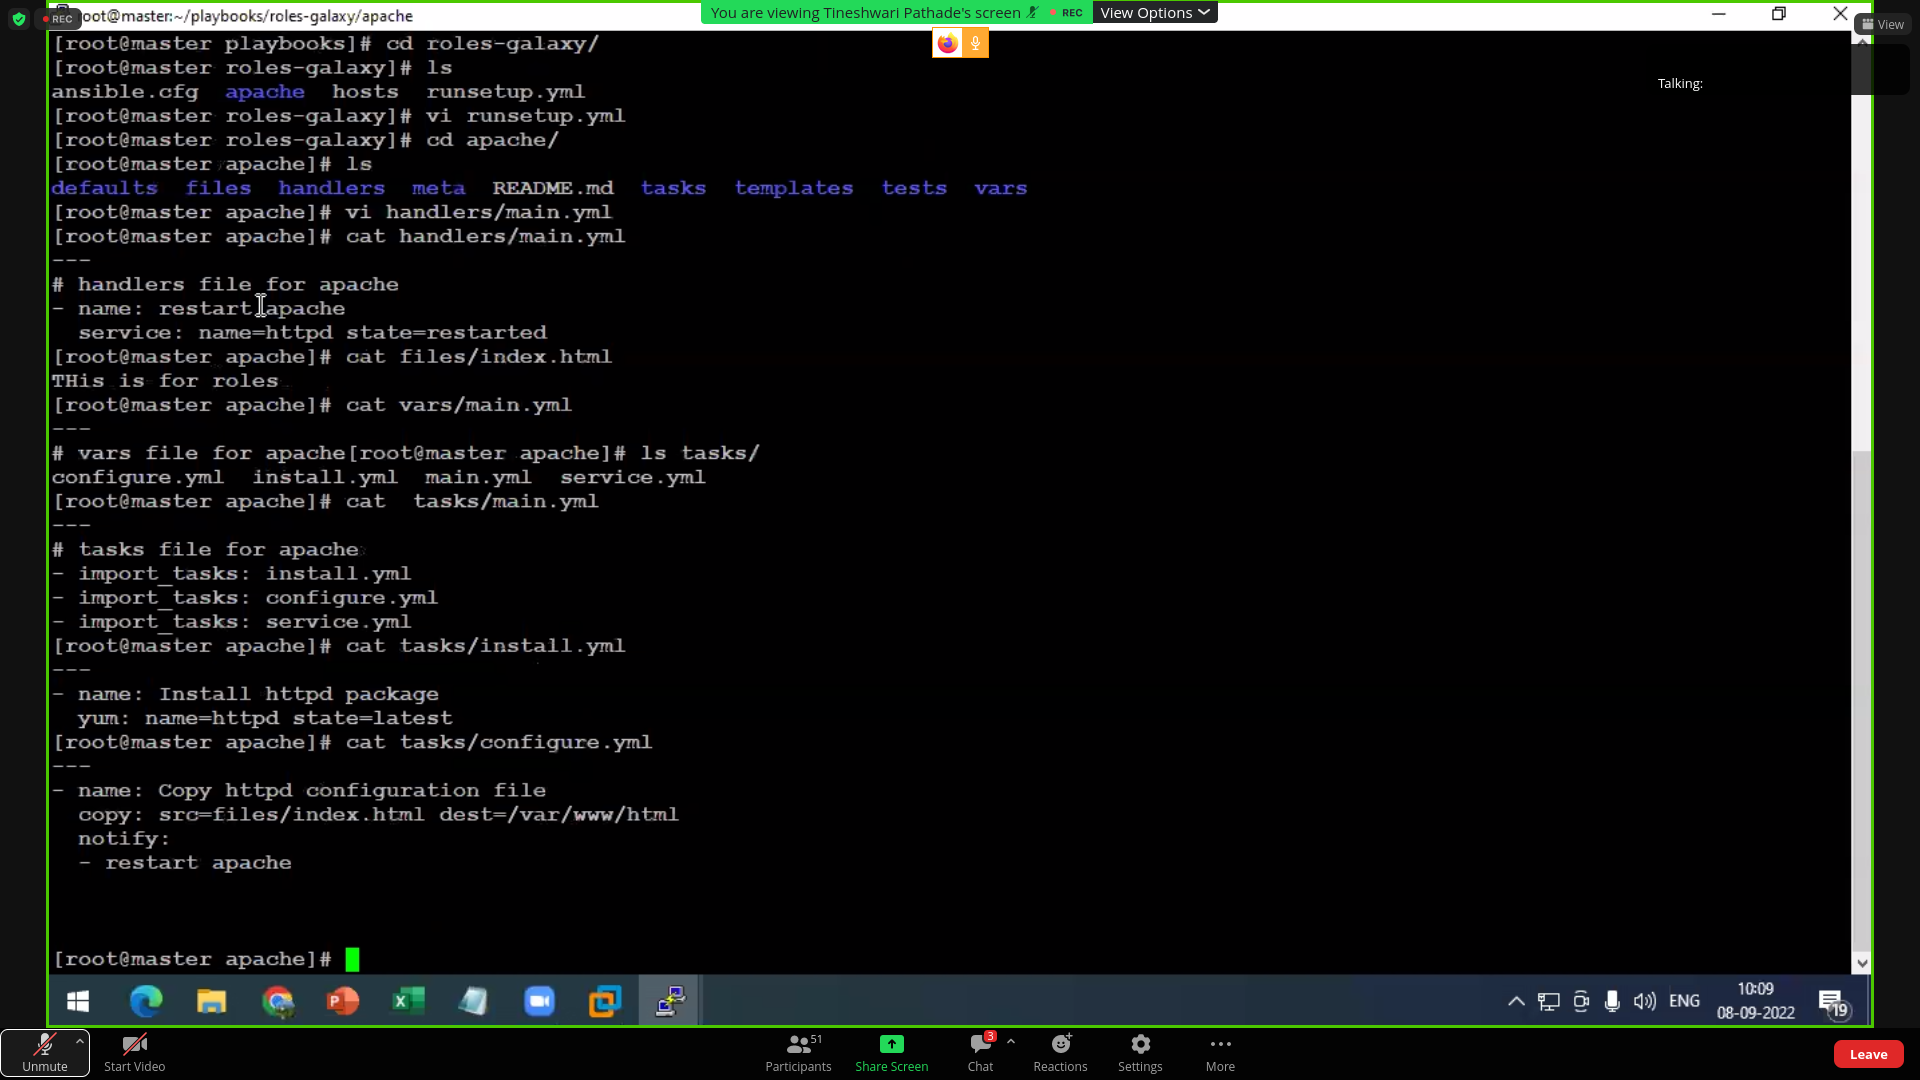 REC
root@master:~/playbooks/roles-galaxy/apache
You are viewing Tineshwari Pathade's screen
REC
View Options
View
Talking:
[root@master playbooks]# cd roles-galaxy/
[root@master roles-galaxy]# ls
ansible.cfg  apache  hosts  runsetup.yml
[root@master roles-galaxy]# vi runsetup.yml
[root@master roles-galaxy]# cd apache/
[root@master apache]# ls
defaults  files  handlers  meta  README.md  tasks  templates  tests  vars
[root@master apache]# vi handlers/main.yml
[root@master apache]# cat handlers/main.yml
---
# handlers file for apache
- name: restart apache
  service: name=httpd state=restarted
[root@master apache]# cat files/index.html
THis is for roles
[root@master apache]# cat vars/main.yml
---
# vars file for apache[root@master apache]# ls tasks/
configure.yml  install.yml  main.yml  service.yml
[root@master apache]# cat  tasks/main.yml
---
# tasks file for apache
- import_tasks: install.yml
- import_tasks: configure.yml
- import_tasks: service.yml
[root@master apache]# cat tasks/install.yml
---
- name: Install httpd package
  yum: name=httpd state=latest
[root@master apache]# cat tasks/configure.yml
---
- name: Copy httpd configuration file
  copy: src=files/index.html dest=/var/www/html
  notify:
  - restart apache
[root@master apache]#
ENG
10:09
08-09-2022
19
Unmute
Start Video
Participants
51
Share Screen
Chat
3
Reactions
Settings
More
Leave